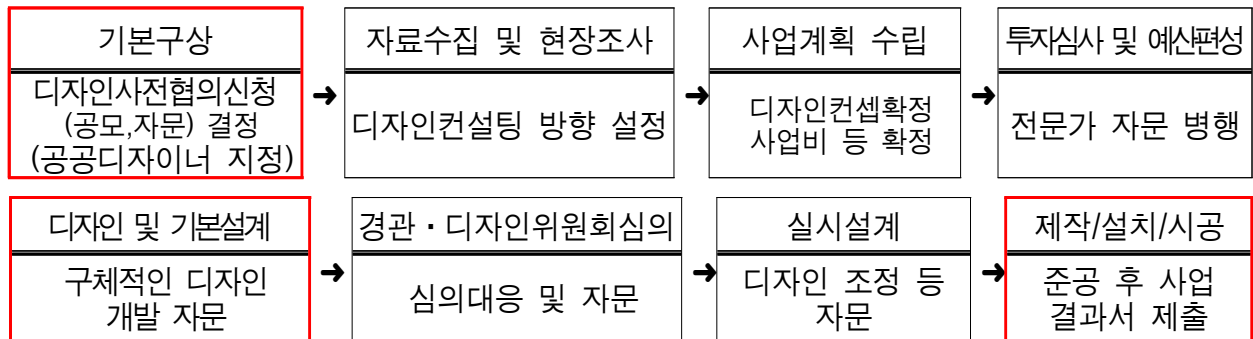 기본구상
디자인사전협의신청
(공모,자문) 결정
(공공디자이너 지정)
➜
자료수집 및 현장조사
디자인컨설팅 방향 설정
➜
사업계획 수립
디자인컨셉확정
사업비 등 확정
➜
투자심사 및 예산편성
전문가 자문 병행
디자인 및 기본설계
구체적인 디자인
개발 자문
➜
경관・디자인위원회심의
심의대응 및 자문
➜
실시설계
디자인 조정 등
자문
➜
제작/설치/시공
준공 후 사업
결과서 제출